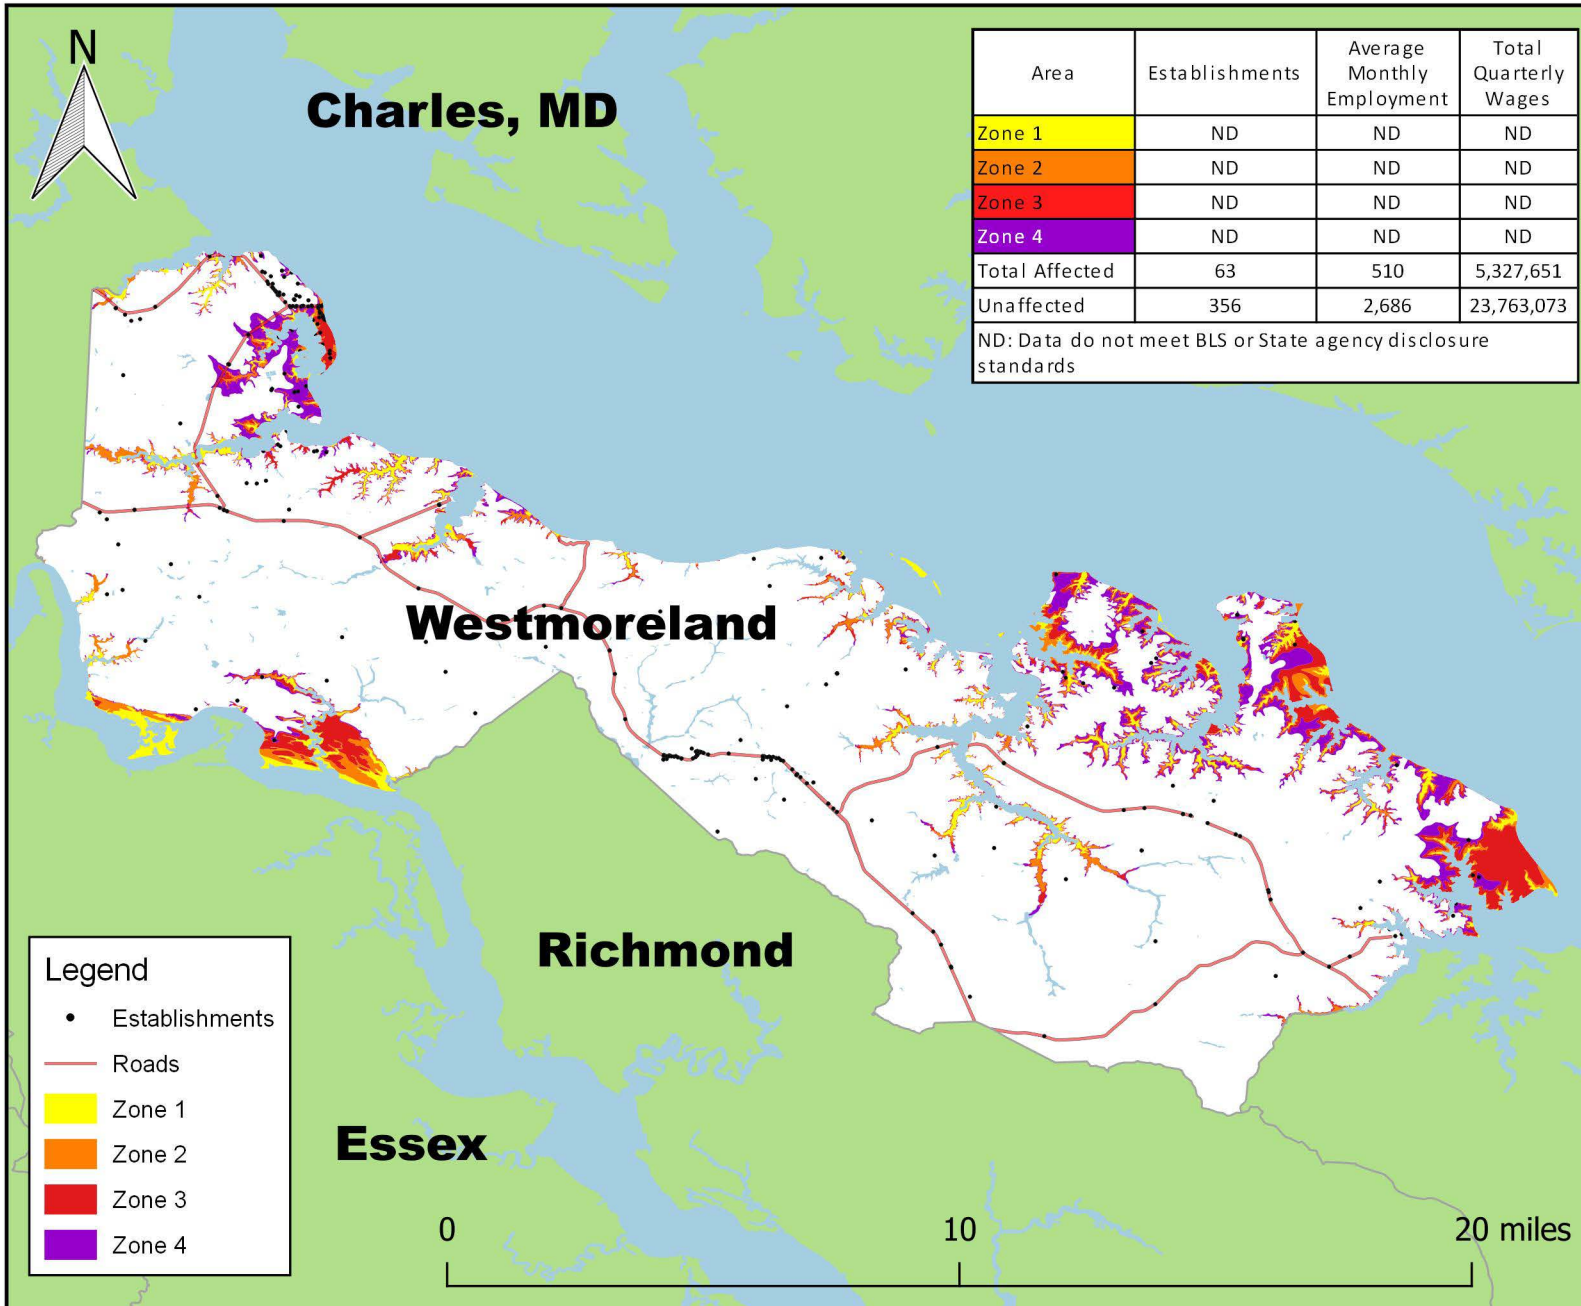 N
Charles, MD
Area Establishments Average Monthly Employment Total Quarterly Wages
Zone 1 ND ND ND
Zone 2 ND ND ND
Zone 3 ND ND ND
Zone 4 ND ND ND
Total Affected 63 510 5,327,651
Unaffected 356 2,686 23,763,073
ND: Data do not meet BLS or State agency disclosure
standards
Westmoreland
Richmond
Essex
Legend
Establishments
Roads
Zone 1
Zone 2
Zone 3
Zone 4
0 10 20 miles